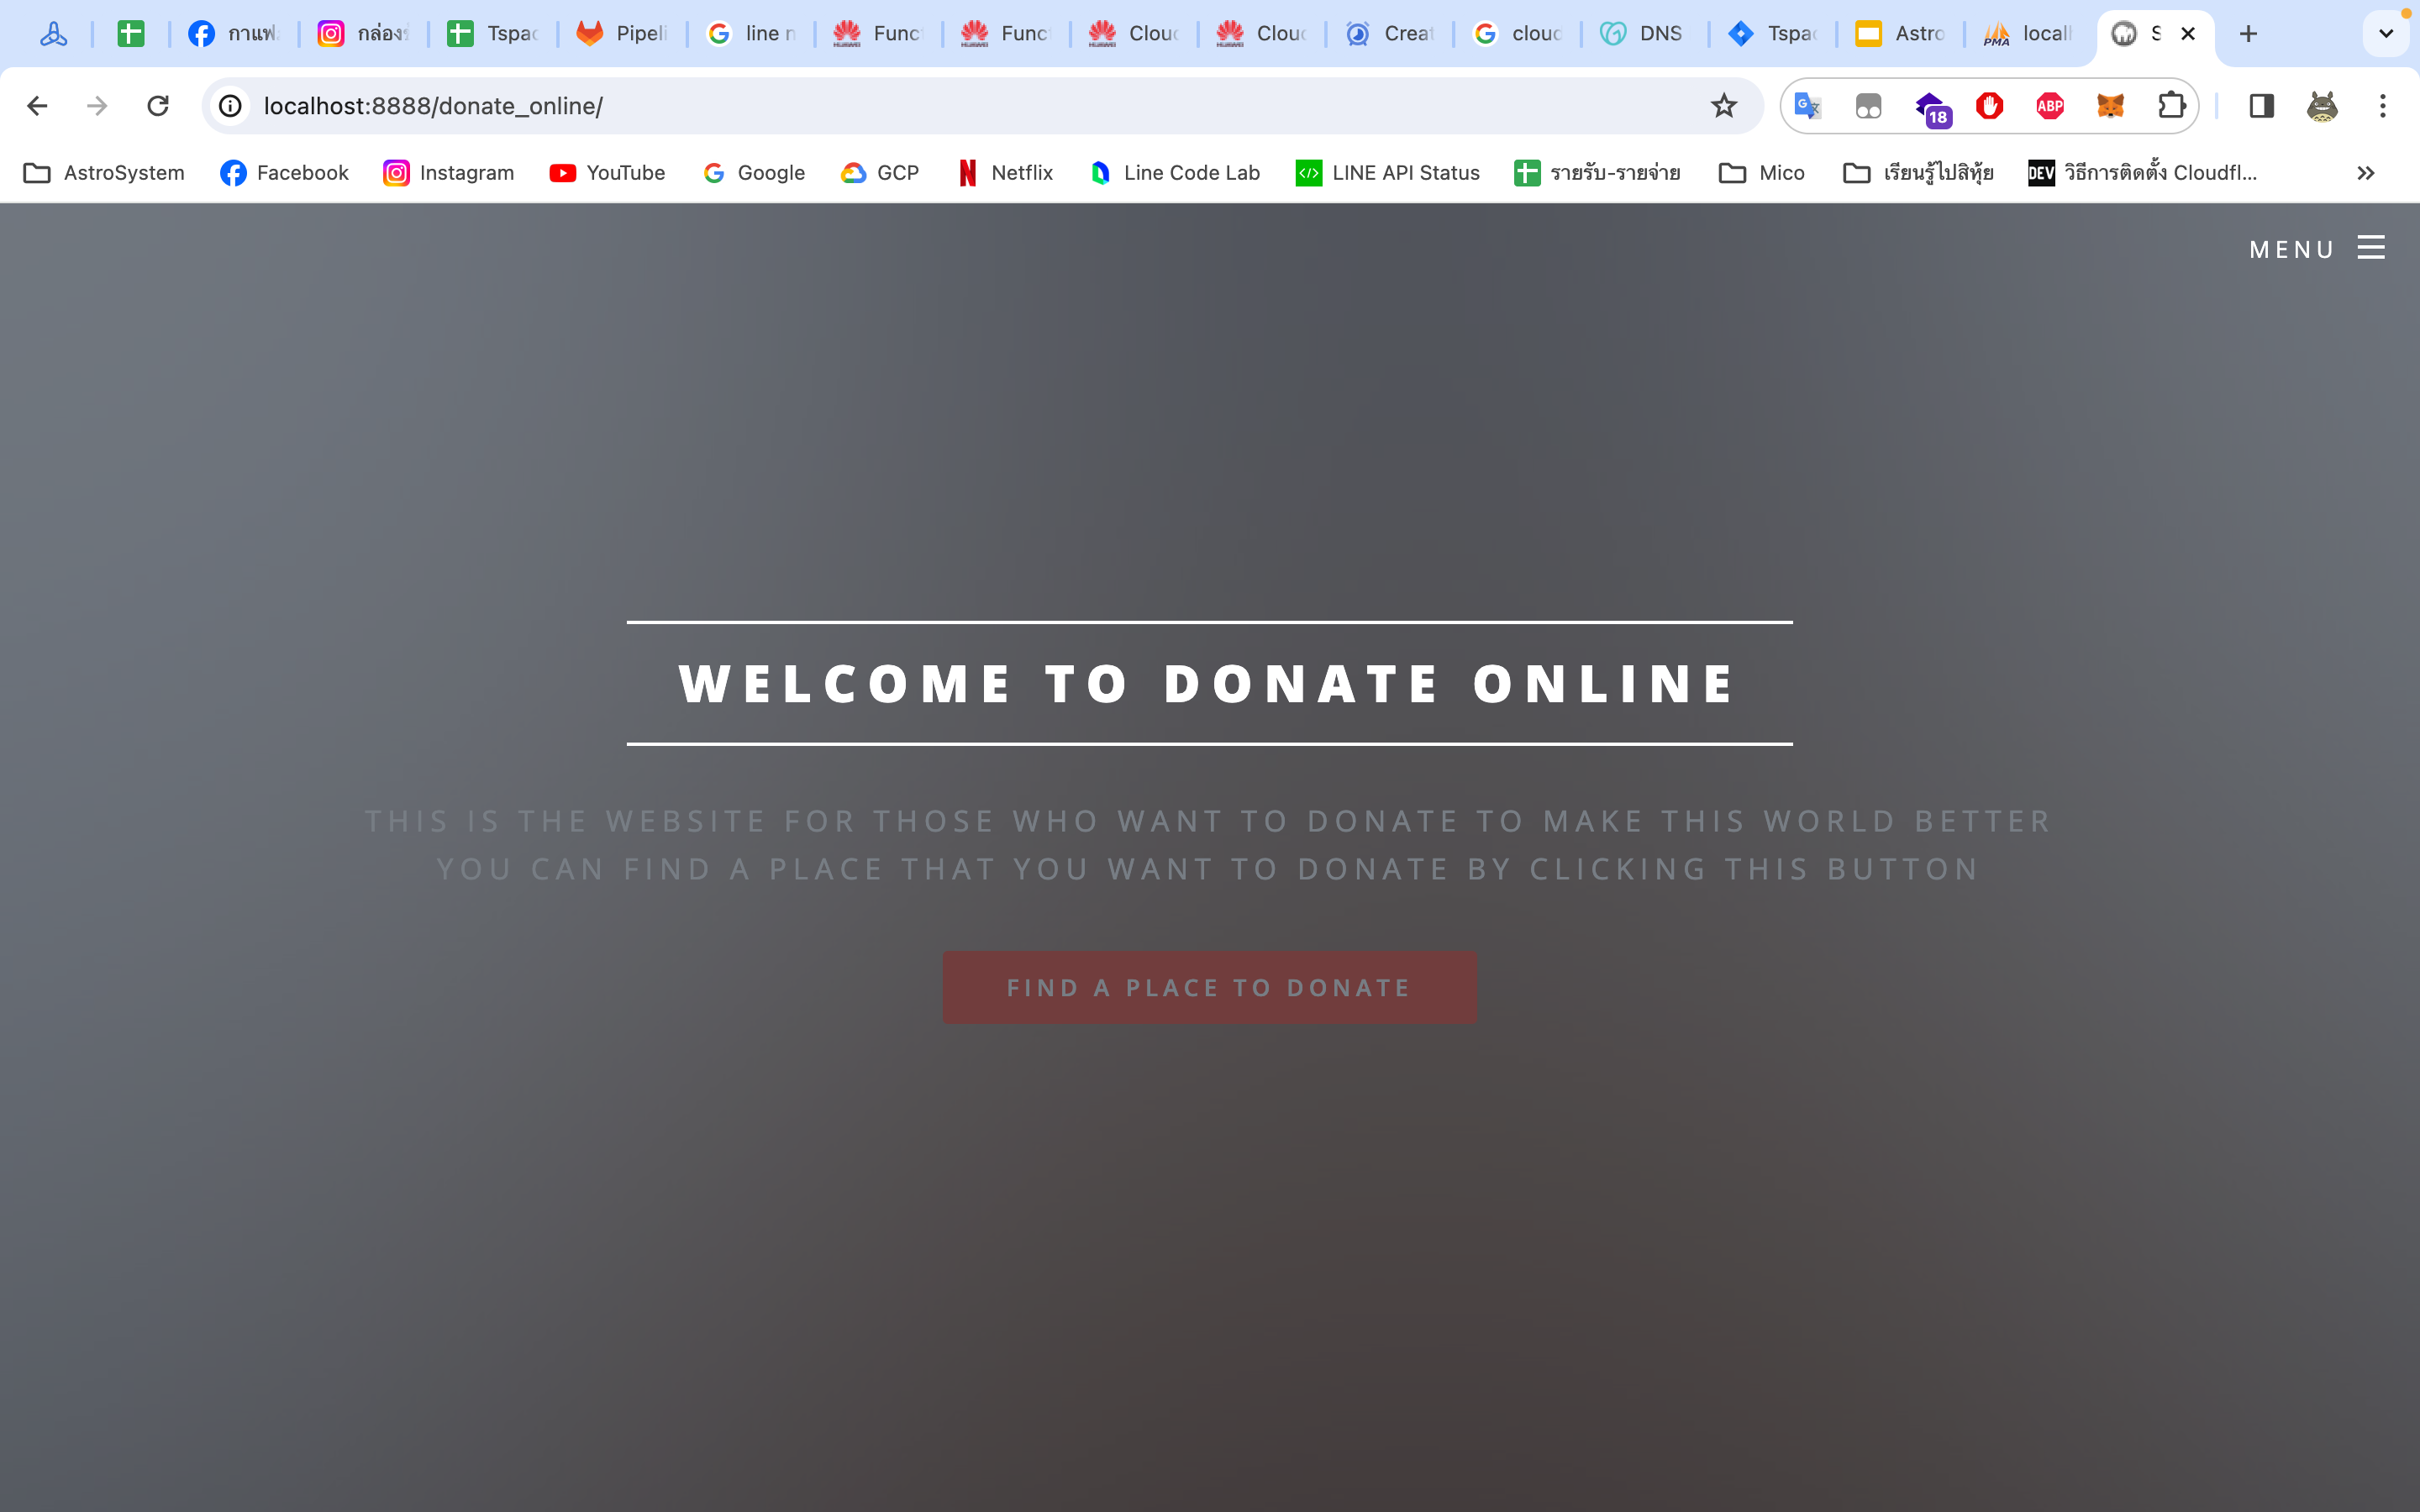 กาแฟ
กล่อง
Tspac
Pipeli
line n
Func
Func
Clou
Clou
Creat
cloud
DNS
Tspac
Astro
PMA
local
S
localhost:8888/donate_online/
18
ABP
AstroSystem
Facebook
Instagram
YouTube
Google
GCP
Netflix
Line Code Lab
LINE API Status
รายรับ-รายจ่าย
Mico
เรียนรู้ไปสิหุ้ย
DEV
วิธีการติดตั้ง Cloudfl...
MENU
WELCOME TO DONATE ONLINE
THIS IS THE WEBSITE FOR THOSE WHO WANT TO DONATE TO MAKE THIS WORLD BETTER
YOU CAN FIND A PLACE THAT YOU WANT TO DONATE BY CLICKING THIS BUTTON
FIND A PLACE TO DONATE